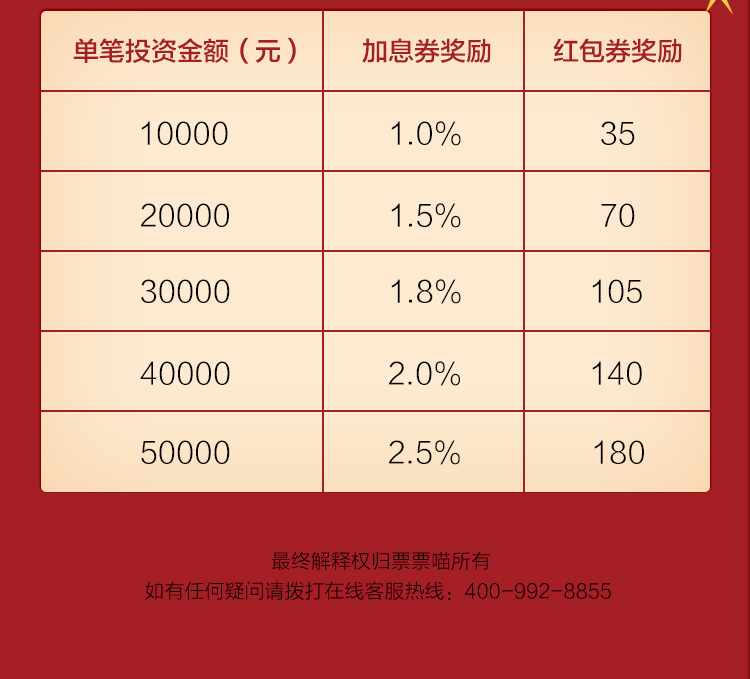 单笔投资金额（元） 加息券奖励 红包券奖励
10000 1.0% 35
20000 1.5% 70
30000 1.8% 105
40000 2.0% 140
50000 2.5% 180
最终解释权归票票喵所有
如有任何疑问请拨打在线客服热线：400-992-8855